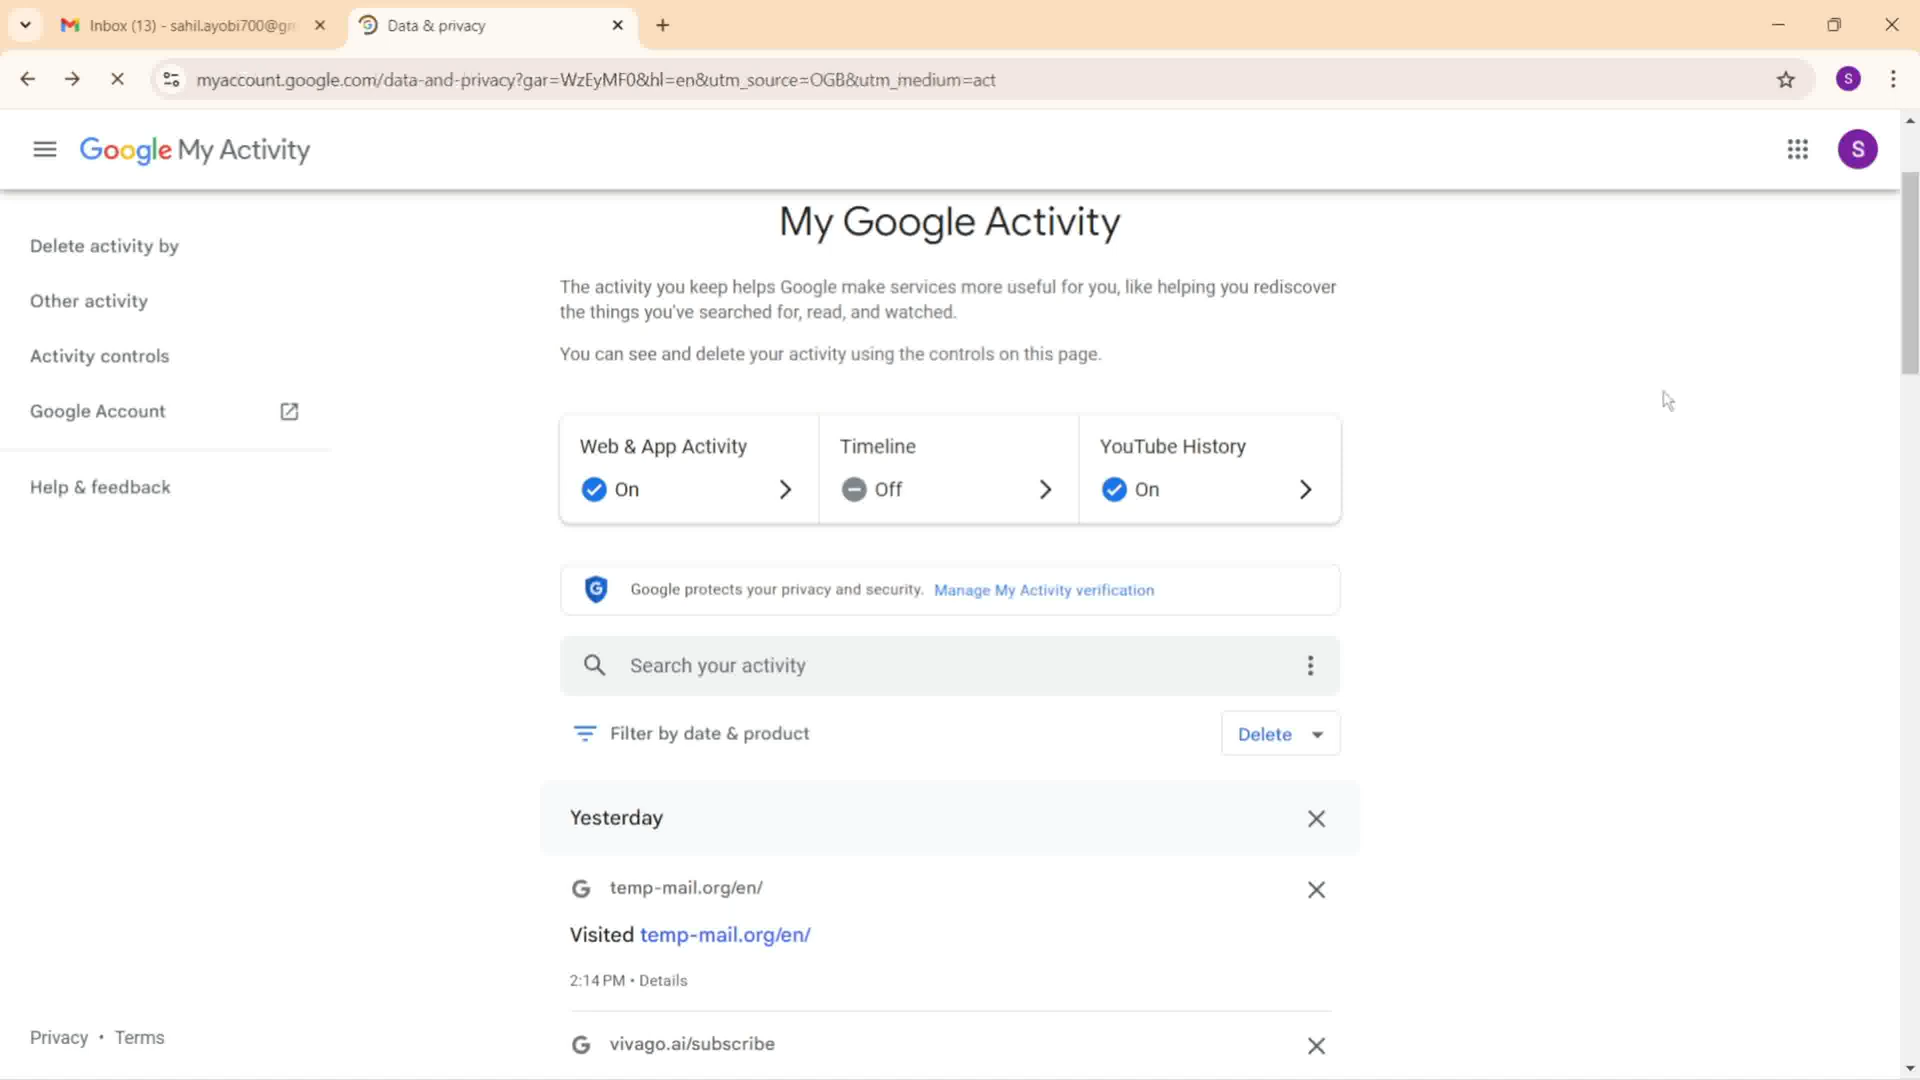 Inbox (13) - sahil.ayobi700@gm
Data & privacy
myaccount.google.com/data-and-privacy?gar=WzEyMF0&hl=en&utm_source=OGB&utm_medium=act
S
Google My Activity
S
Delete activity by
Other activity
Activity controls
Google Account
Help & feedback
My Google Activity
The activity you keep helps Google make services more useful for you, like helping you rediscover
the things you've searched for, read, and watched.
You can see and delete your activity using the controls on this page.
Web & App Activity
On
Timeline
Off
YouTube History
On
Google protects your privacy and security. Manage My Activity verification
Search your activity
Filter by date & product
Delete
Yesterday
temp-mail.org/en/
Visited temp-mail.org/en/
2:14 PM • Details
vivago.ai/subscribe
Privacy • Terms